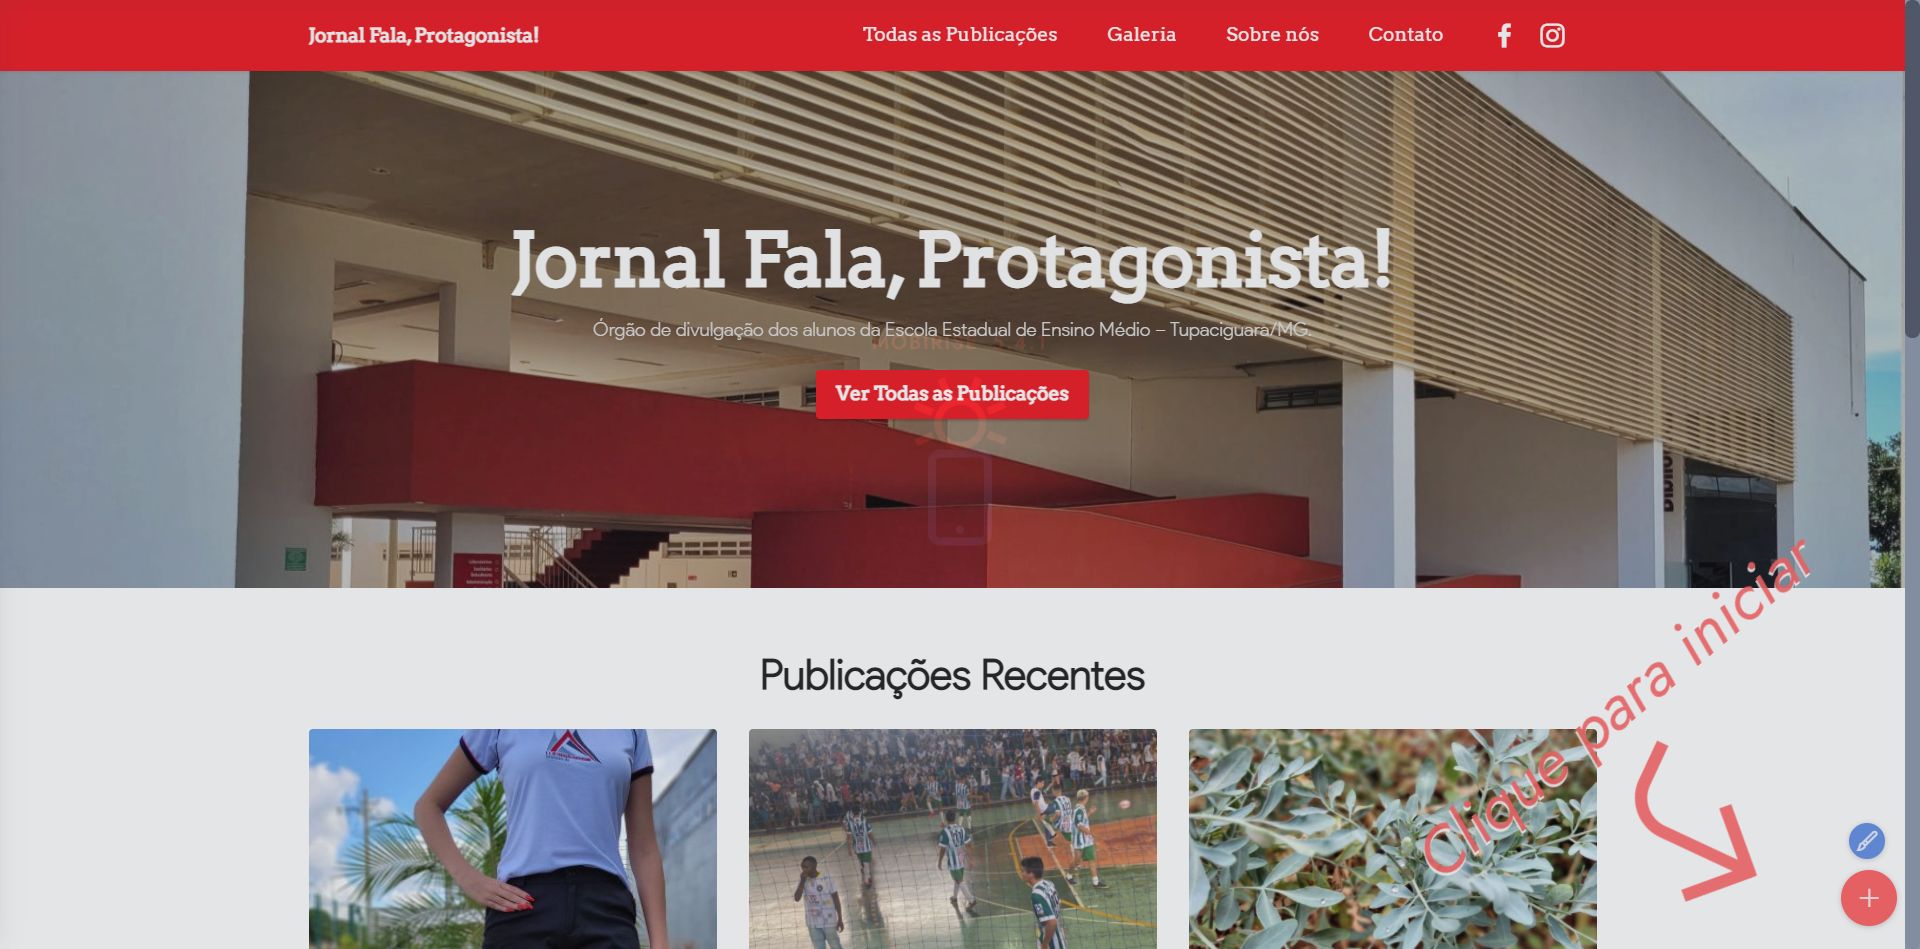 Jornal Fala, Protagonista!
Todas as Publicações
Galeria
Sobre nós
Contato
Jornal Fala, Protagonista!
Órgão de divulgação dos alunos da Escola Estadual de Ensino Médio – Tupaciguara/MG.
MOBIRISE 5.4.1
Ver Todas as Publicações
Publicações Recentes
Clique para iniciar